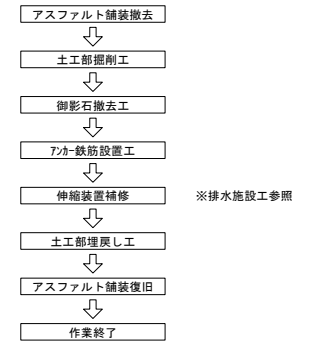 アスファルト舗装撤去
土工部掘削工
御影石撤去工
ｱﾝｶｰ鉄筋設置工
伸縮装置補修　※排水施設工参照
土工部埋戻し工
アスファルト舗装復旧
作業終了